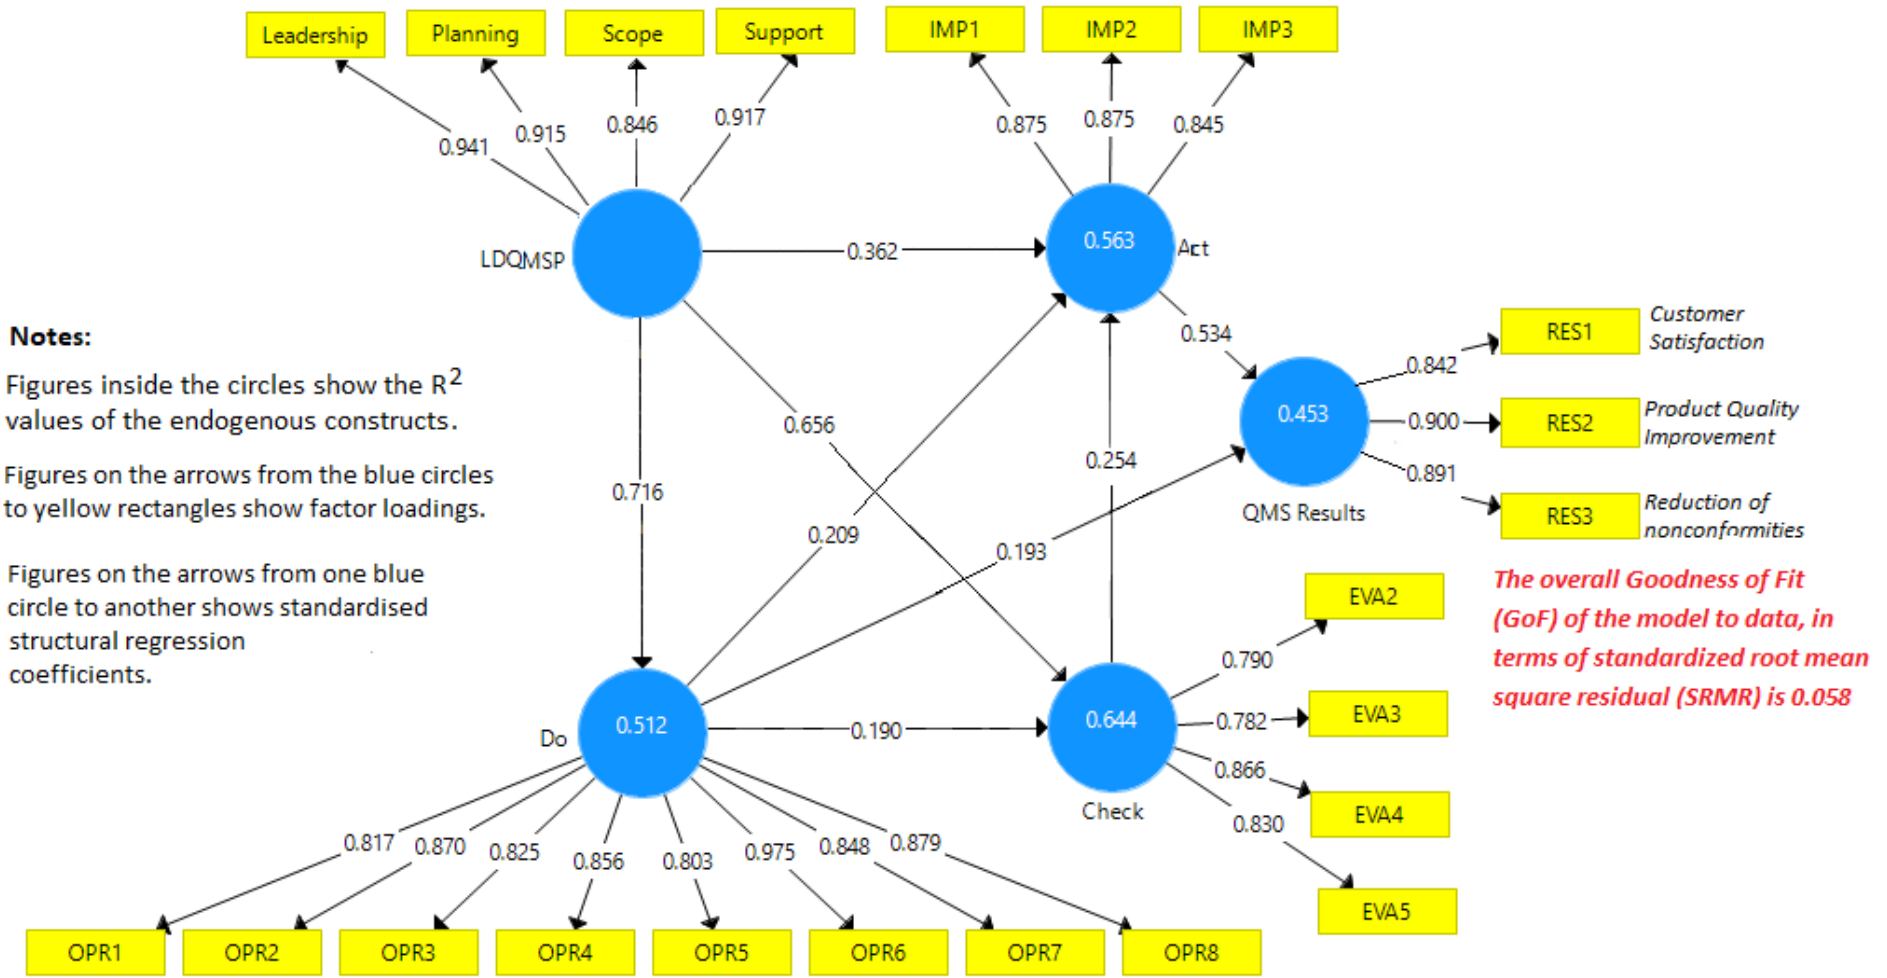 Leadership
Planning
Scope
Support
IMP1
IMP2
IMP3
0.941
0.915
0.846
0.917
0.875
0.875
0.845
LDQMSP
0.362
0.563
Act
0.534
Notes:
Figures inside the circles show the R2
values of the endogenous constructs.
Figures on the arrows from the blue circles
to yellow rectangles show factor loadings.
Figures on the arrows from one blue
circle to another shows standardised
structural regression
coefficients.
0.716
0.656
0.209
0.254
0.193
0.453
QMS Results
0.842
0.900
0.891
RES1
Customer
Satisfaction
RES2
Product Quality
Improvement
RES3
Reduction of
nonconformities
The overall Goodness of Fit
(GoF) of the model to data, in
terms of standardized root mean
square residual (SRMR) is 0.058
Do
0.512
0.190
0.644
Check
0.790
0.782
0.866
0.830
EVA2
EVA3
EVA4
EVA5
0.817
0.870
0.825
0.856
0.803
0.975
0.848
0.879
OPR1
OPR2
OPR3
OPR4
OPR5
OPR6
OPR7
OPR8